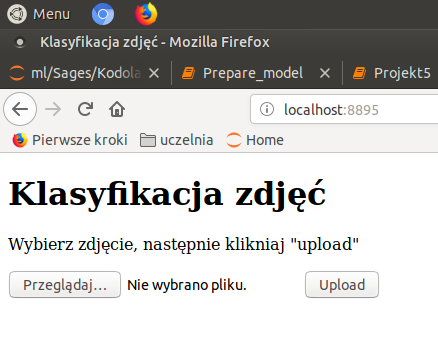 Menu
Klasyfikacja zdjęć - Mozilla Firefox
ml/Sages/Kodola
Prepare_model
Projekt5
localhost:8895
Pierwsze kroki
uczelnia
Home
Klasyfikacja zdjęć
Wybierz zdjęcie, następnie klikniaj "upload"
Przeglądaj...
Nie wybrano pliku.
Upload